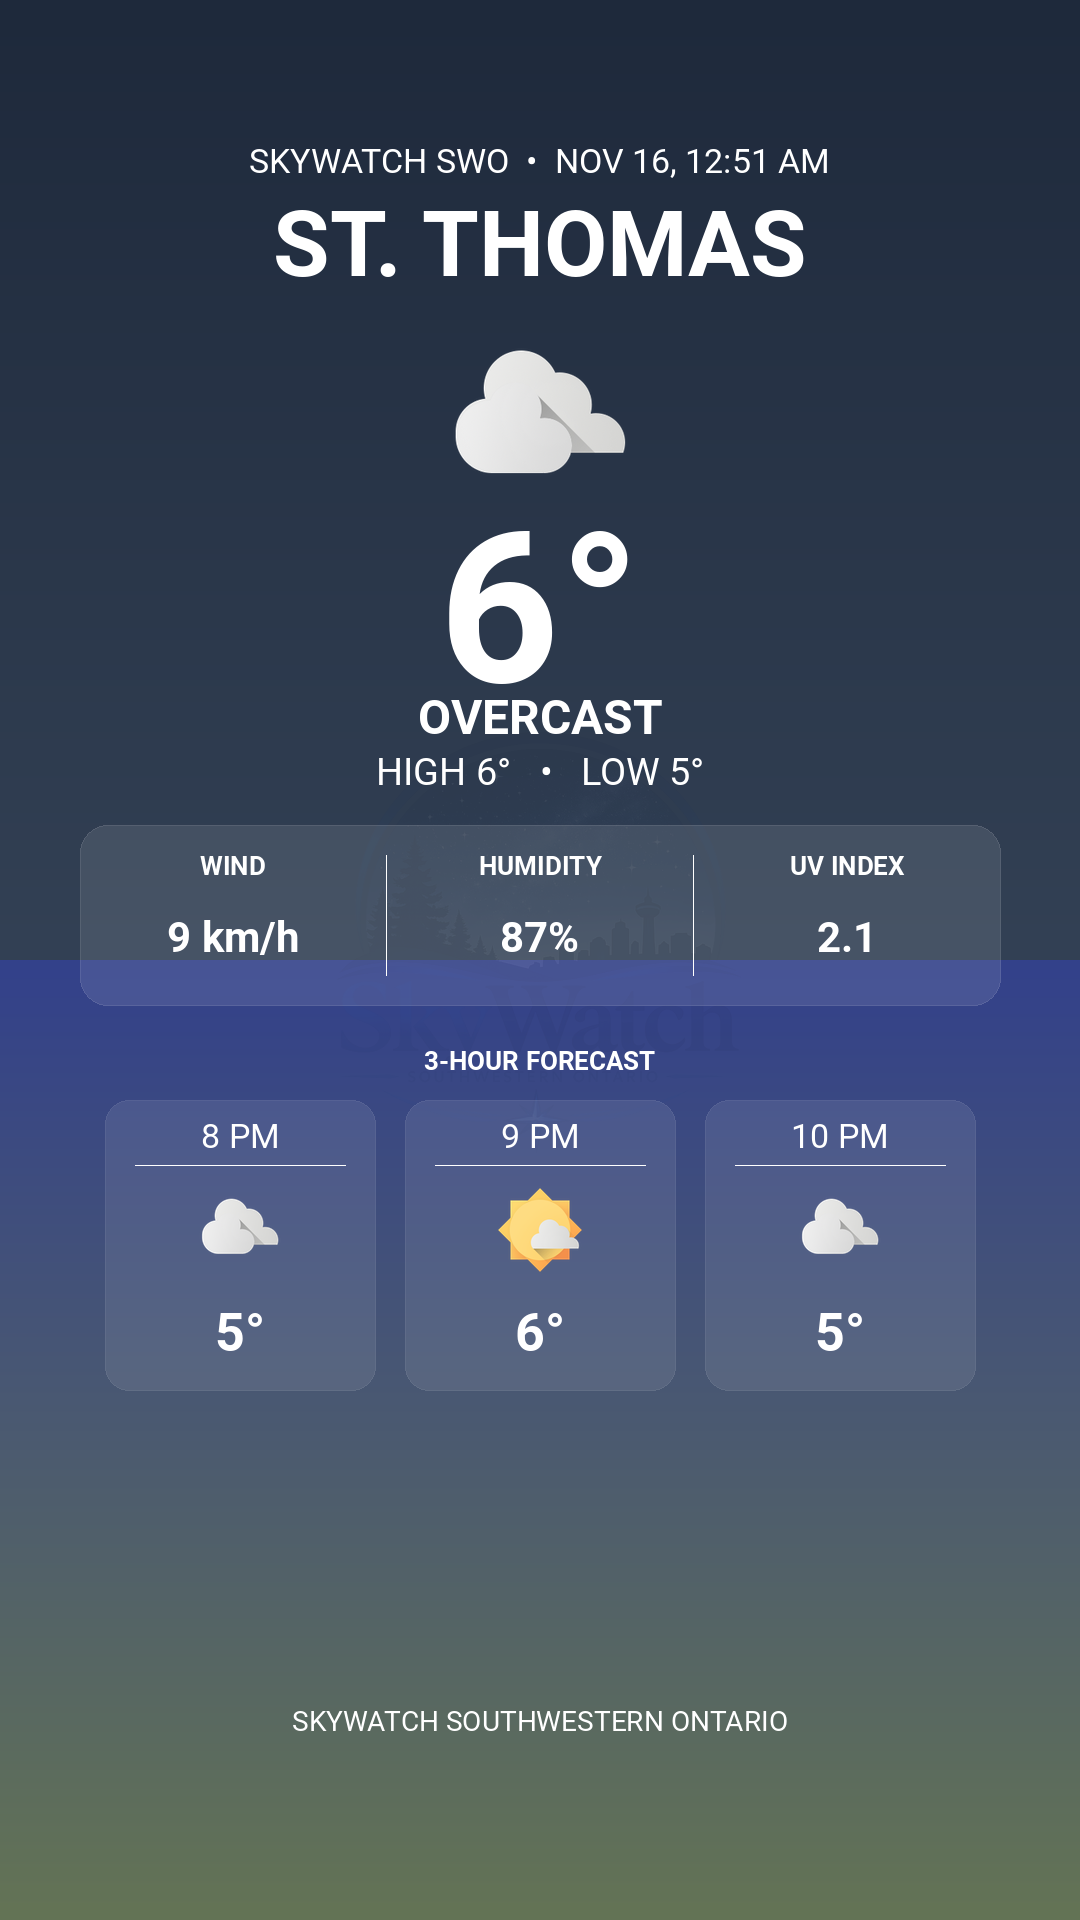 SKYWATCH SWO • NOV 16, 12:51 AM
ST. THOMAS
6°
OVERCAST
HIGH 6° • LOW 5°
WIND HUMIDITY UV INDEX
9 km/h 87% 2.1
SkyWatch
3-HOUR FORECAST
8 PM 9 PM 10 PM
5° 6° 5°
SKYWATCH SOUTHWESTERN ONTARIO